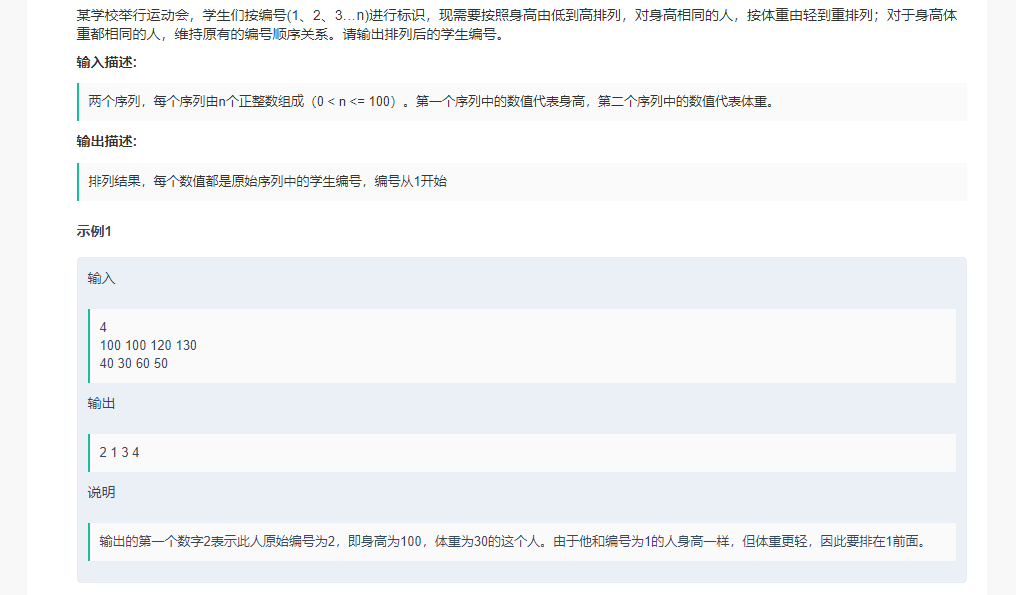 某学校举行运动会，学生们按编号(1、2、3…n)进行标识，现需要按照身高由低到高排列，对身高相同的人，按体重由轻到重排列；对于身高体
重都相同的人，维持原有的编号顺序关系。请输出排列后的学生编号。
输入描述:
两个序列，每个序列由n个正整数组成（0 < n <= 100）。第一个序列中的数值代表身高，第二个序列中的数值代表体重。
输出描述:
排列结果，每个数值都是原始序列中的学生编号，编号从1开始
示例1
输入
4
100 100 120 130
40 30 60 50
输出
2 1 3 4
说明
输出的第一个数字2表示此人原始编号为2，即身高为100，体重为30的这个人。由于他和编号为1的人身高一样，但体重更轻，因此要排在1前面。